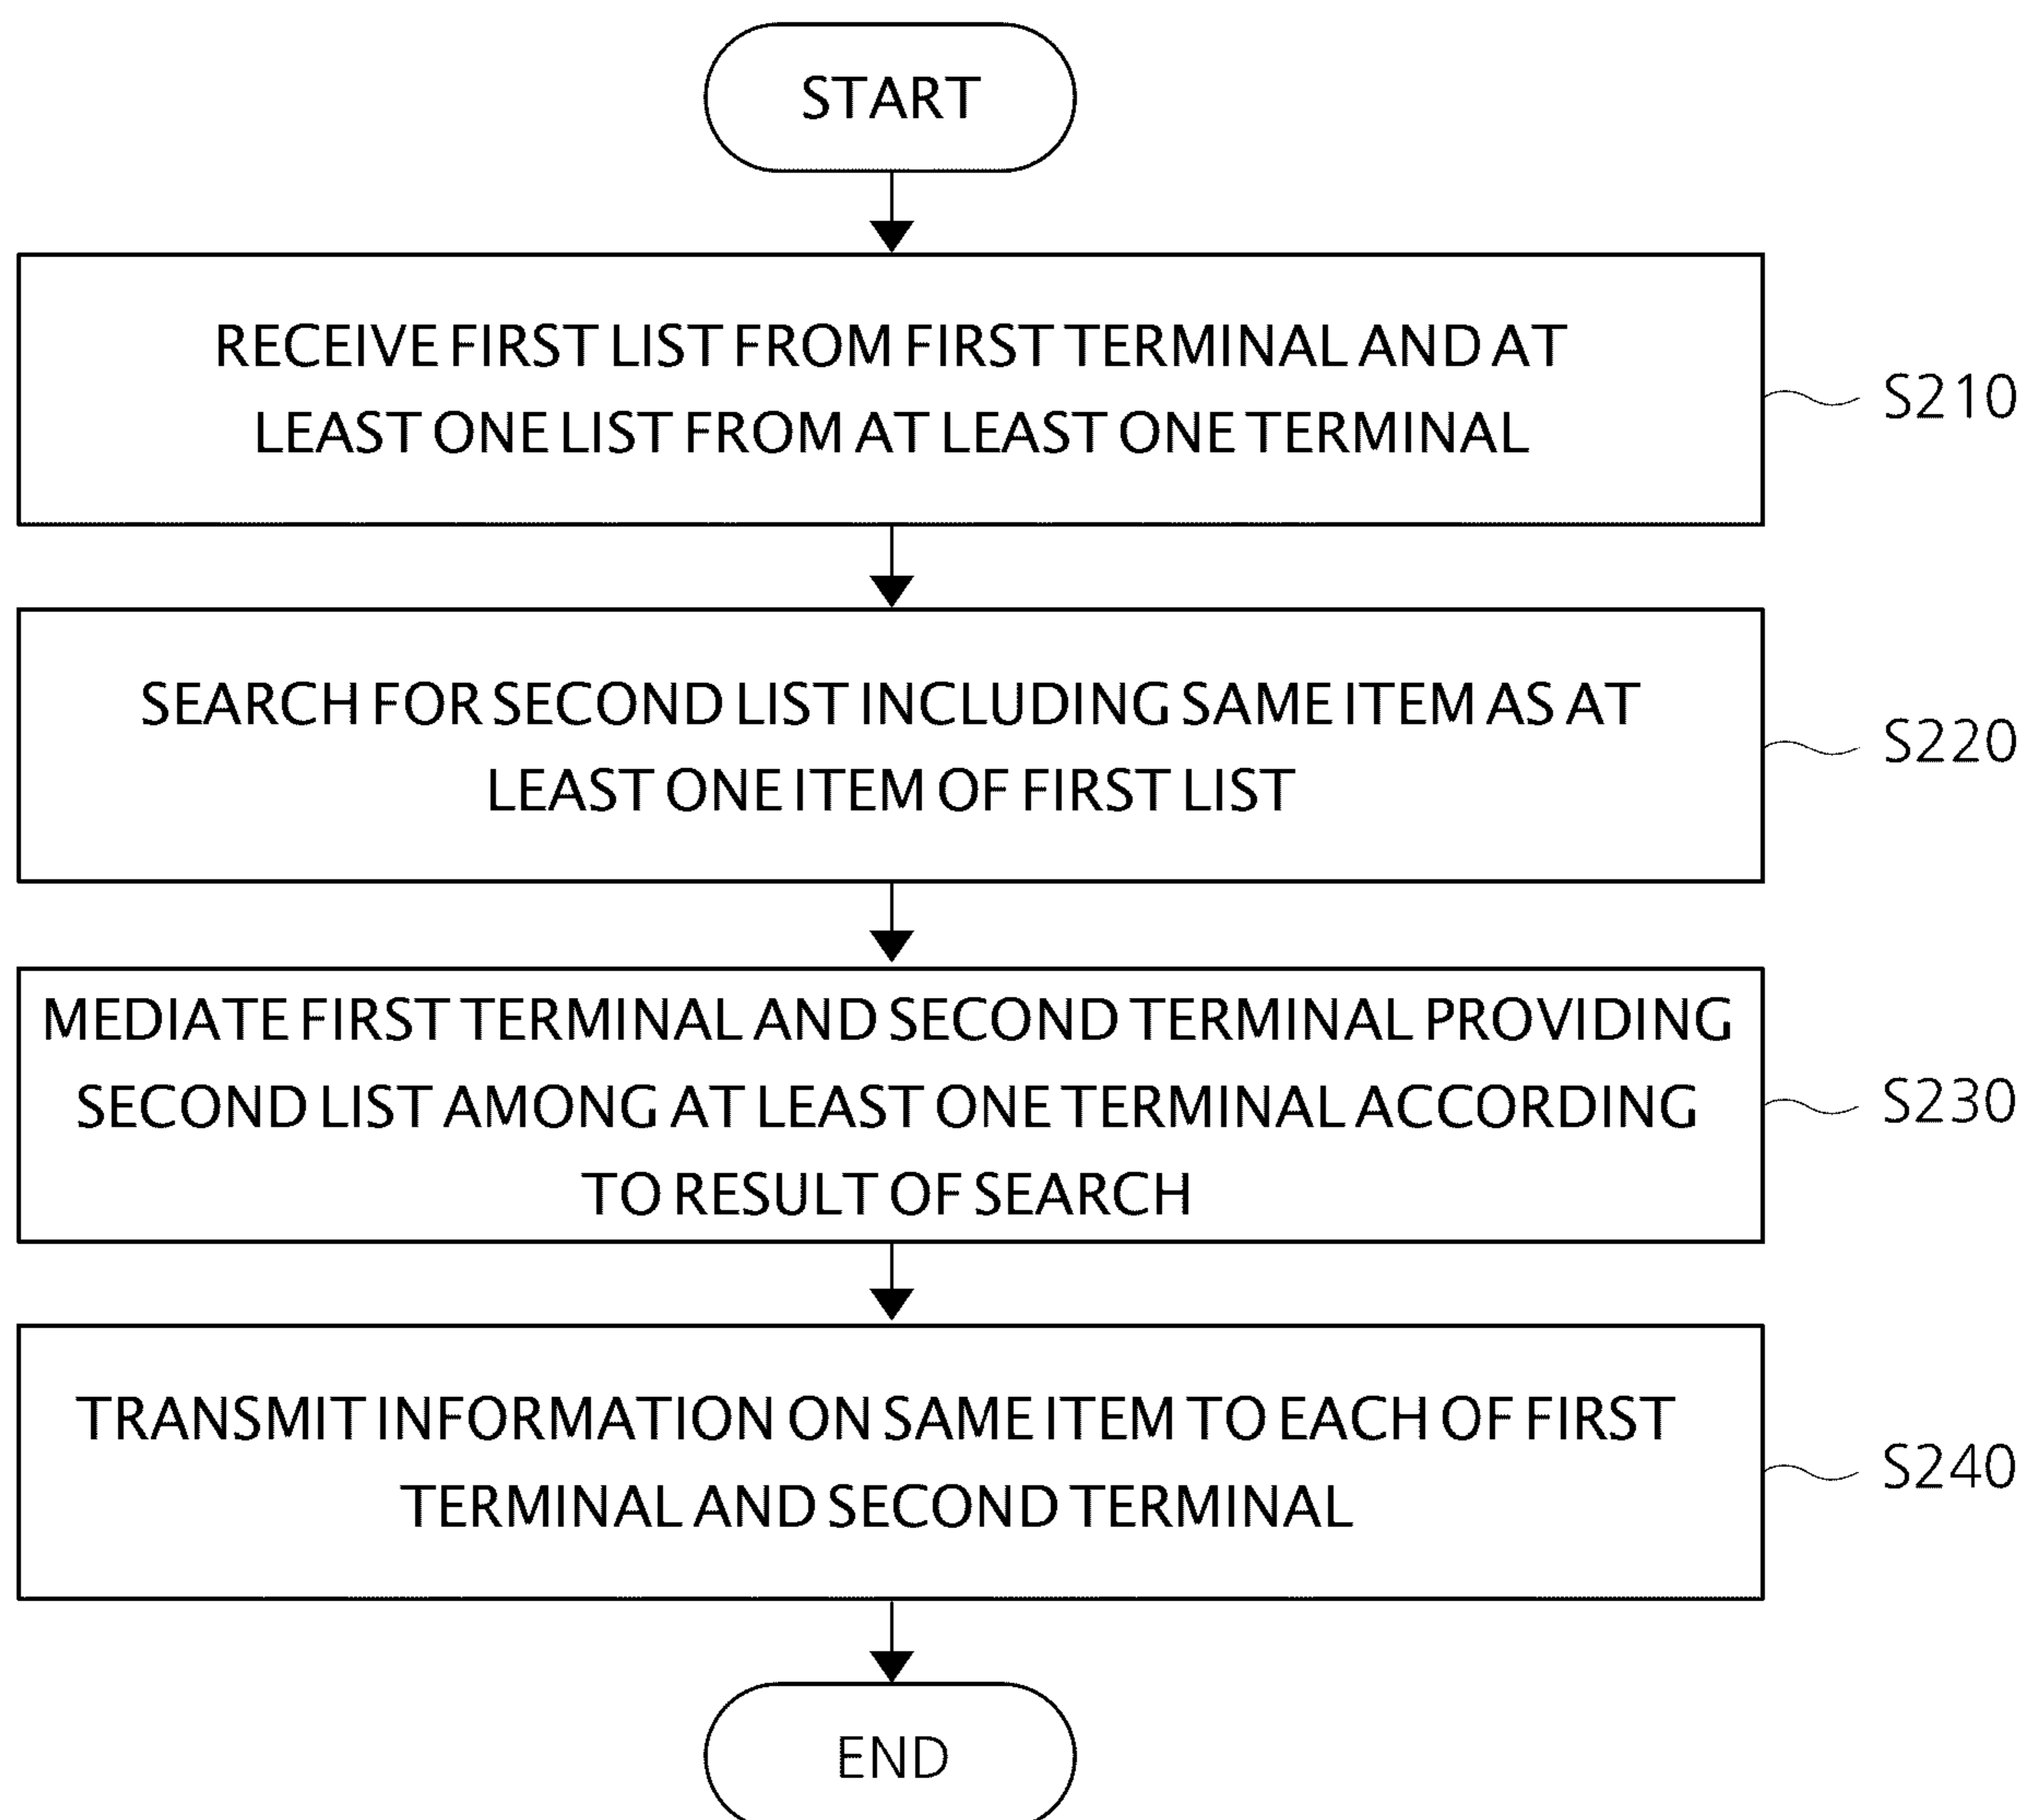 START
RECEIVE FIRST LIST FROM FIRST TERMINAL AND AT
LEAST ONE LIST FROM AT LEAST ONE TERMINAL
S210
SEARCH FOR SECOND LIST INCLUDING SAME ITEM AS AT
LEAST ONE ITEM OF FIRST LIST
S220
MEDIATE FIRST TERMINAL AND SECOND TERMINAL PROVIDING
SECOND LIST AMONG AT LEAST ONE TERMINAL ACCORDING
TO RESULT OF SEARCH
S230
TRANSMIT INFORMATION ON SAME ITEM TO EACH OF FIRST
TERMINAL AND SECOND TERMINAL
S240
END